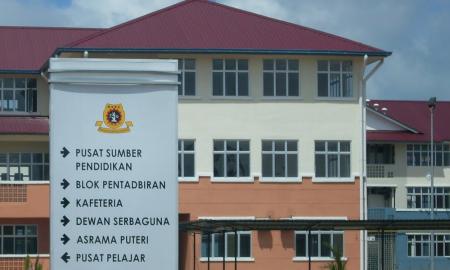 → PUSAT SUMBER
PENDIDIKAN
→ BLOK PENTADBIRAN
→ KAFETERIA
→ DEWAN SERBAGUNA
→ ASRAMA PUTERI
← PUSAT PELAJAR